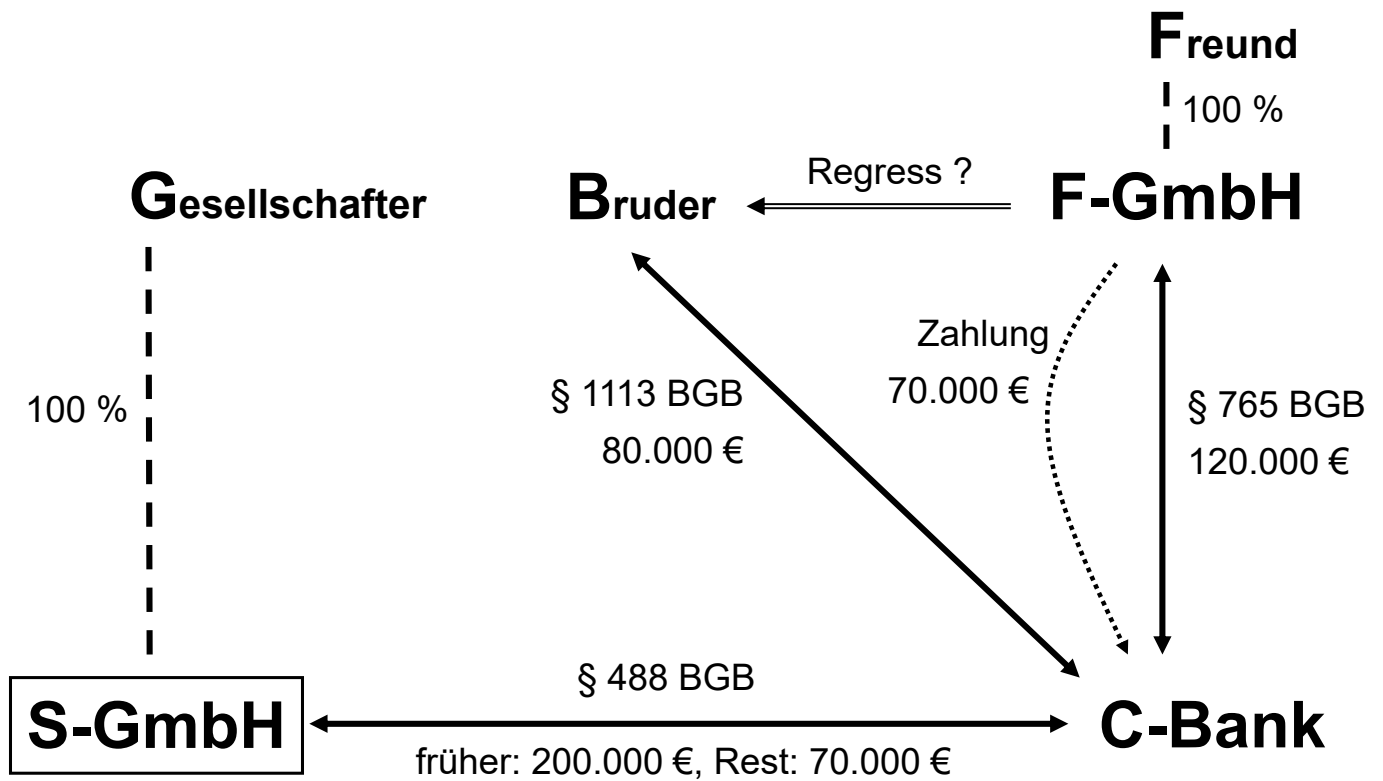 Freund
100 %
Gesellschafter
Bruder
Regress ?
F-GmbH
Zahlung
70.000 €
§ 1113 BGB
80.000 €
§ 765 BGB
120.000 €
100 %
S-GmbH
§ 488 BGB
früher: 200.000 €, Rest: 70.000 €
C-Bank